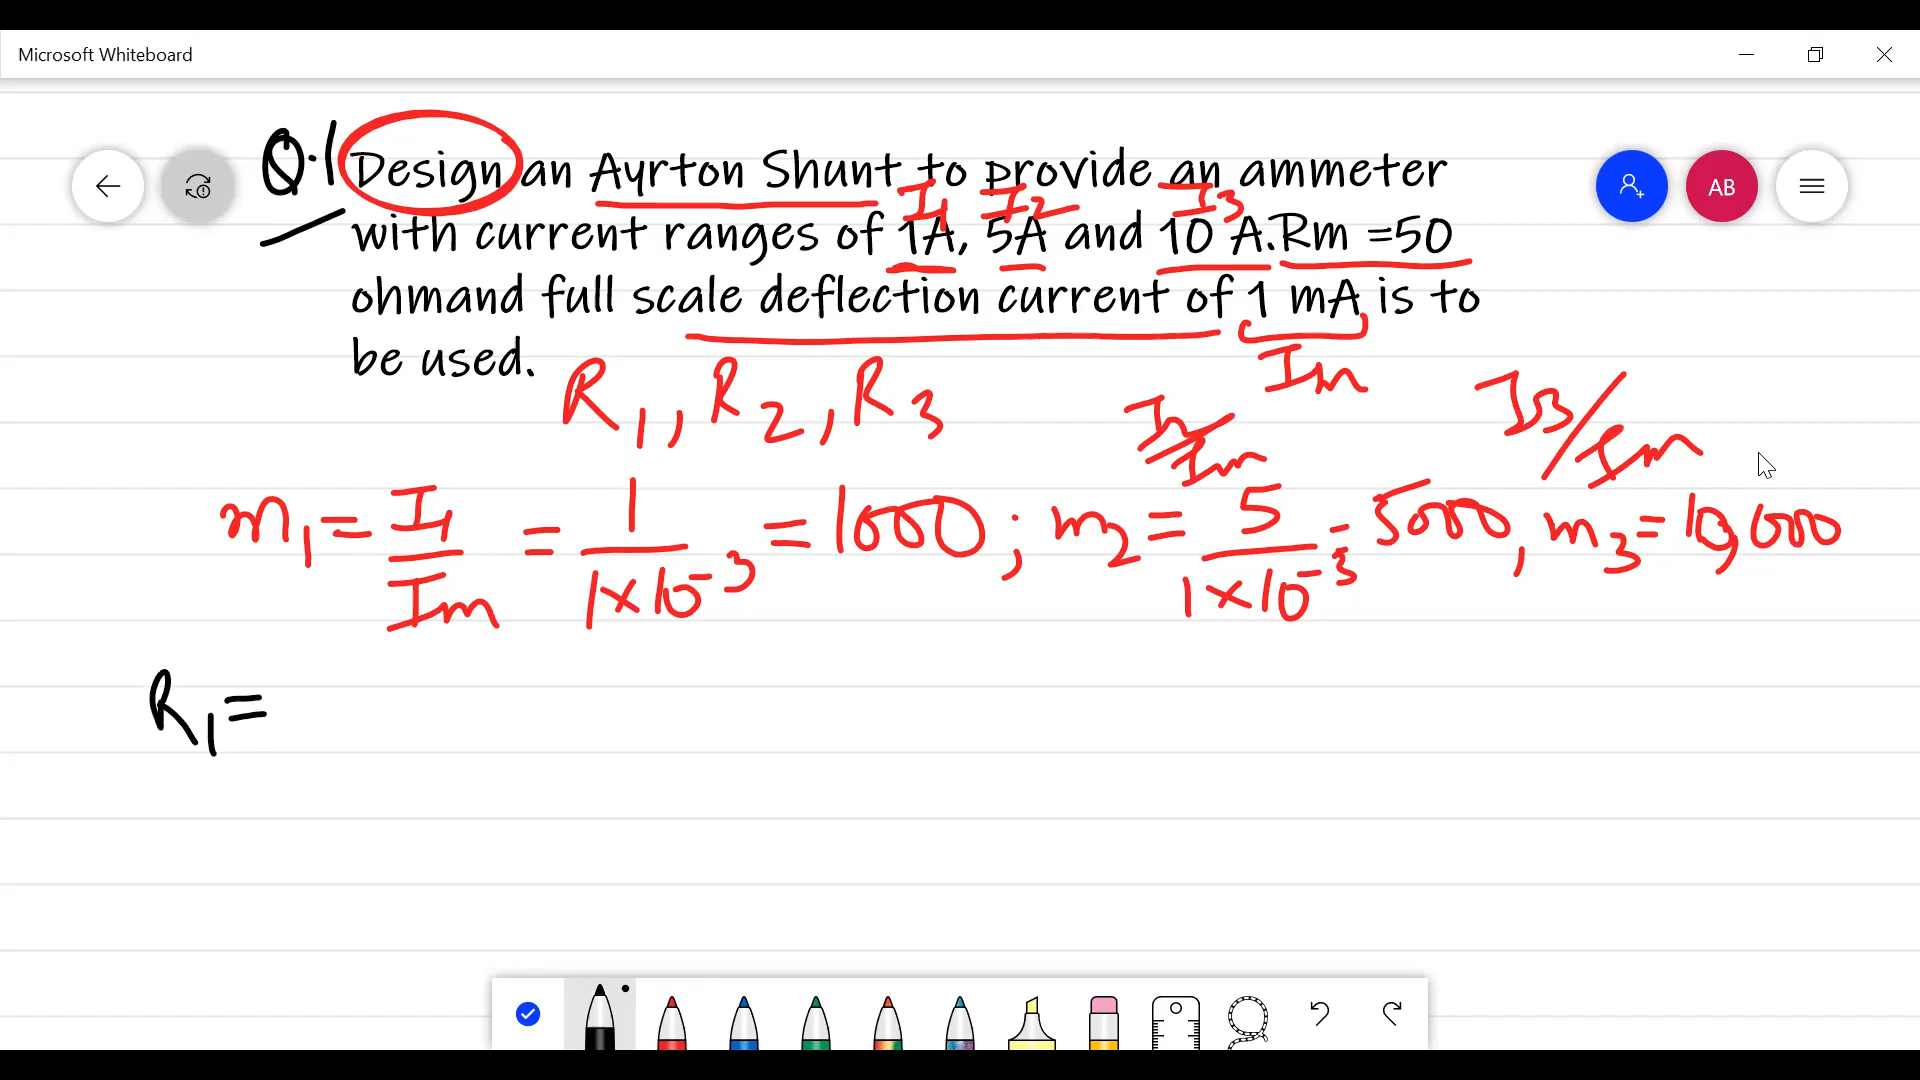 Microsoft Whiteboard
Q.1 Design an Ayrton Shunt to provide an ammeter
I1 I2 I3
with current ranges of 1A, 5A and 10 A.Rm =50
AB
ohmand full scale deflection current of 1 mA is to
be used.
R1, R2, R3
Im
I2/Im
I3/Im
m1 = I1/Im = 1/1×10-3 = 1000 ; m2 = 5/1×10-3 = 5000, m3 = 10,000
R1 =